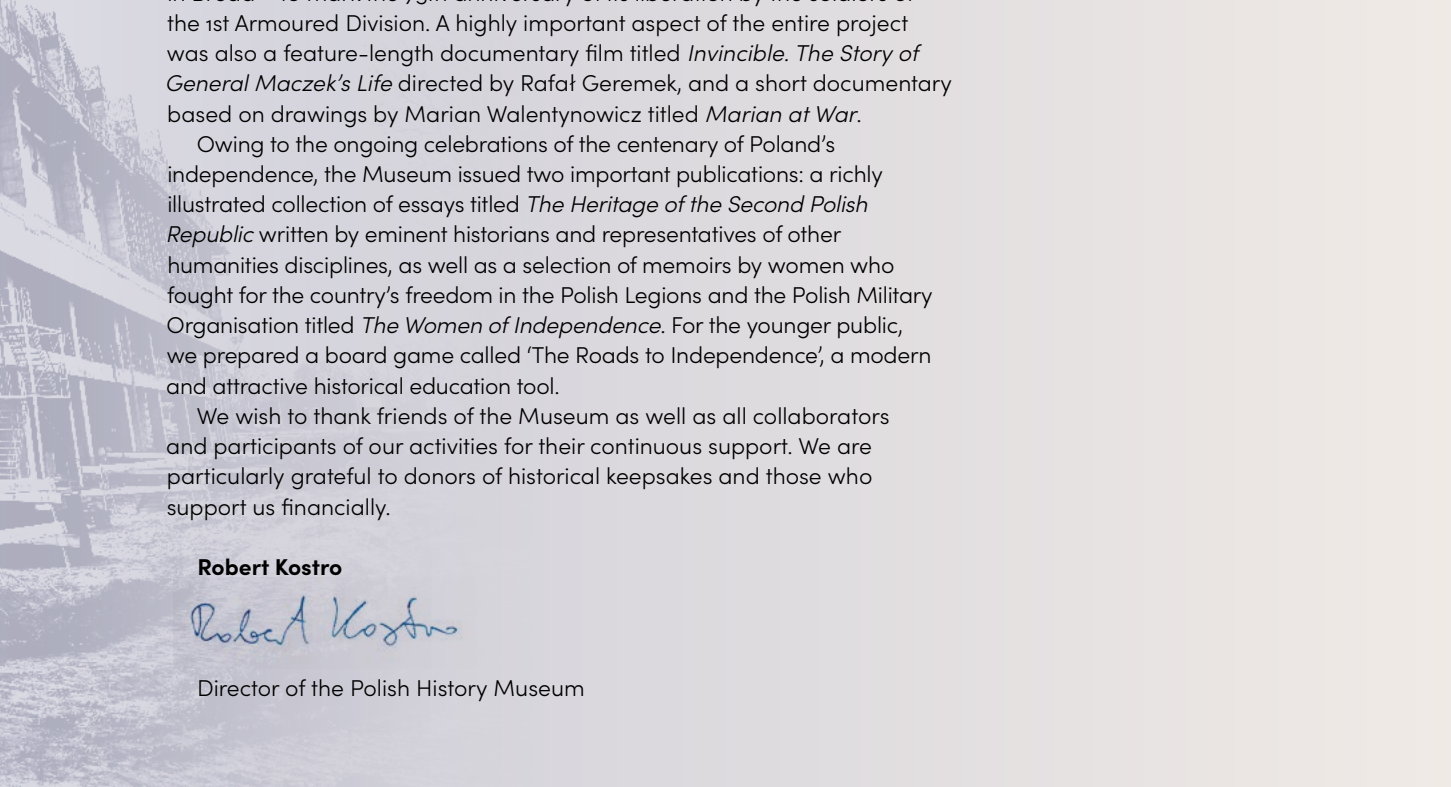 the 1st Armoured Division. A highly important aspect of the entire project
was also a feature-length documentary film titled Invincible. The Story of
General Maczek’s Life directed by Rafał Geremek, and a short documentary
based on drawings by Marian Walentynowicz titled Marian at War.
Owing to the ongoing celebrations of the centenary of Poland’s
independence, the Museum issued two important publications: a richly
illustrated collection of essays titled The Heritage of the Second Polish
Republic written by eminent historians and representatives of other
humanities disciplines, as well as a selection of memoirs by women who
fought for the country’s freedom in the Polish Legions and the Polish Military
Organisation titled The Women of Independence. For the younger public,
we prepared a board game called ‘The Roads to Independence’, a modern
and attractive historical education tool.
We wish to thank friends of the Museum as well as all collaborators
and participants of our activities for their continuous support. We are
particularly grateful to donors of historical keepsakes and those who
support us financially.
Robert Kostro
Robert Kostro
Director of the Polish History Museum